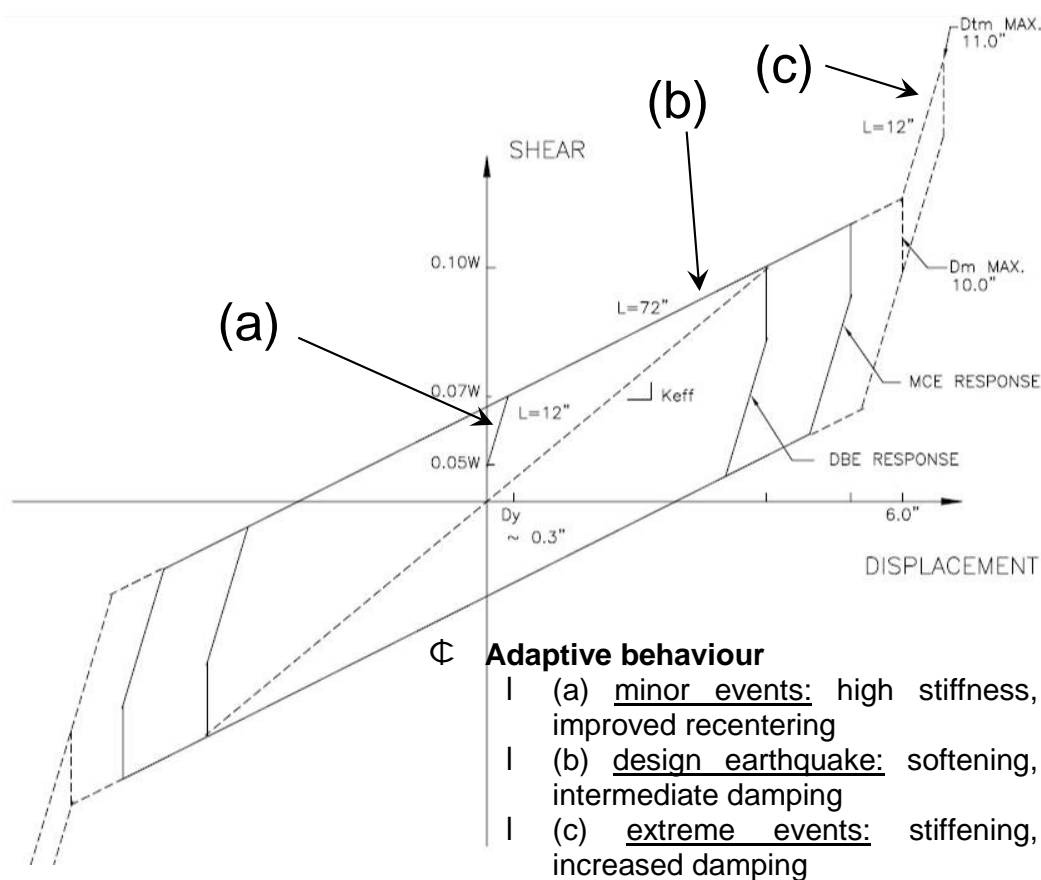 Dtm MAX.
11.0"
(c)
(b)
L=12"
SHEAR
0.10W
Dm MAX.
10.0"
(a)
L=72"
0.07W
L=12"
Keff
MCE RESPONSE
0.05W
DBE RESPONSE
Dy
~ 0.3"
6.0"
DISPLACEMENT
₵ Adaptive behaviour
l (a) minor events: high stiffness,
improved recentering
l (b) design earthquake: softening,
intermediate damping
l (c) extreme events: stiffening,
increased damping